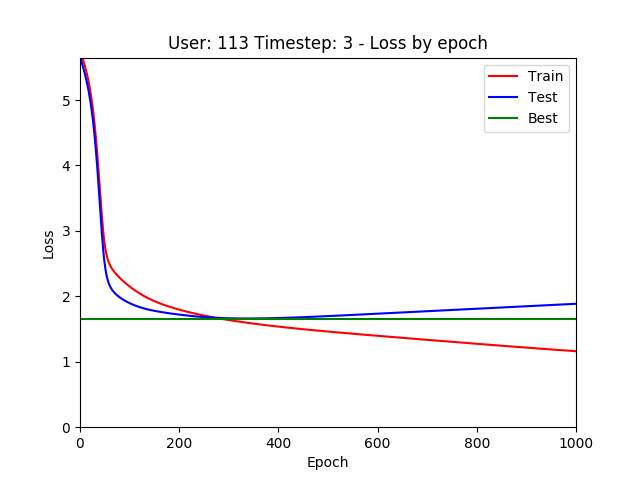 User: 113 Timestep: 3 - Loss by epoch
Train
Test
Best
5
4
3
2
1
0
Loss
0 200 400 600 800 1000
Epoch